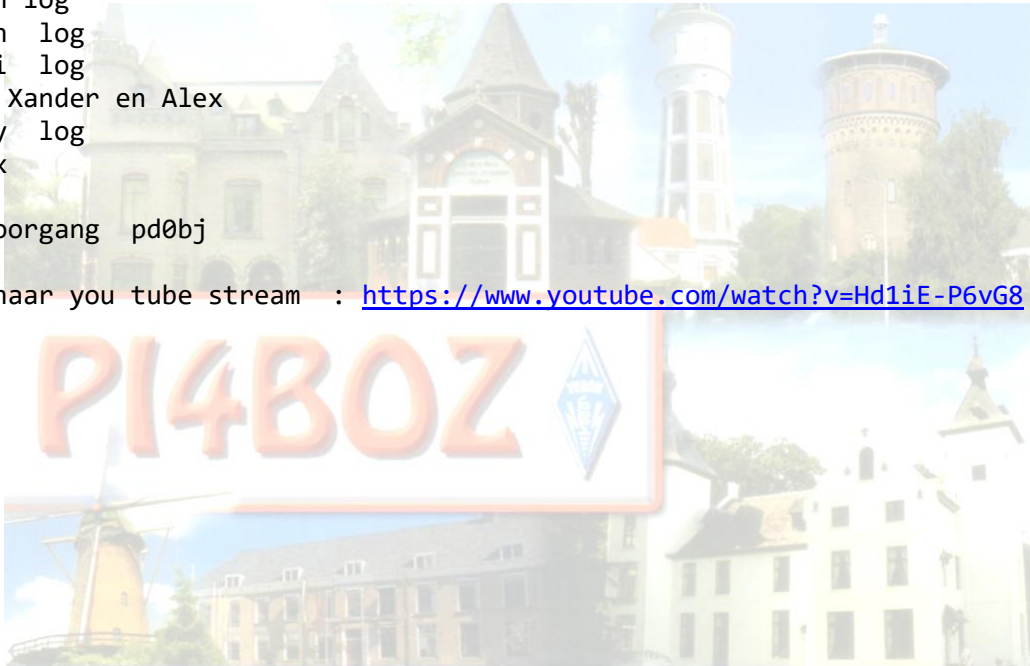 log
log
log
Xander en Alex
log
pd0bj
naar you tube stream : https://www.youtube.com/watch?v=Hd1iE-P6vG8
PI4BOZ